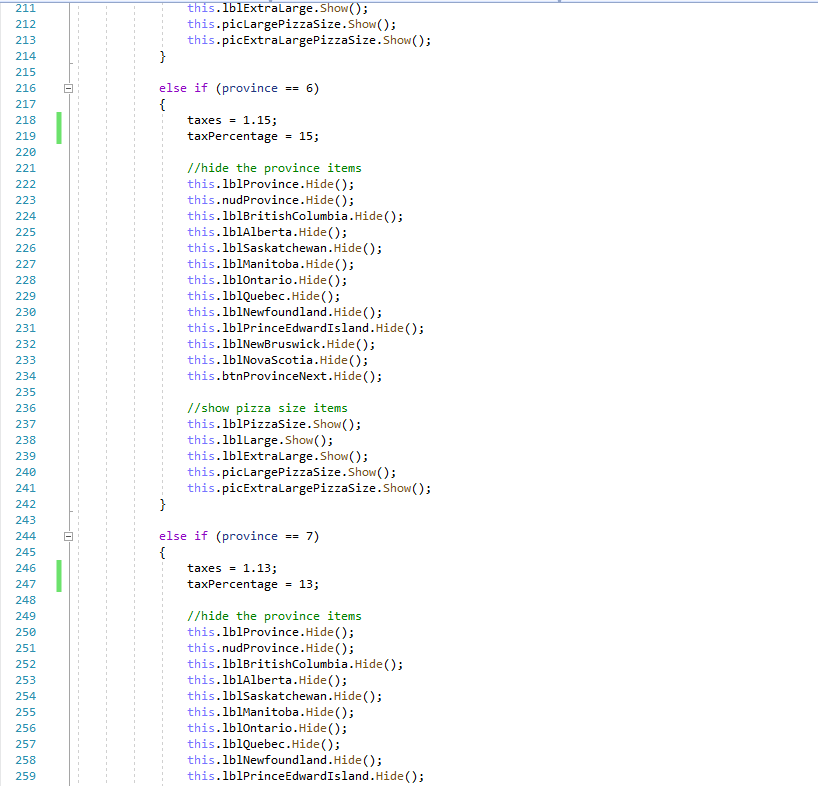 211 this.lblExtraLarge.Show();
212 this.picLargePizzaSize.Show();
213 this.picExtraLargePizzaSize.Show();
214 }
215
216 else if (province == 6)
217 {
218 taxes = 1.15;
219 taxPercentage = 15;
220
221 //hide the province items
222 this.lblProvince.Hide();
223 this.nudProvince.Hide();
224 this.lblBritishColumbia.Hide();
225 this.lblAlberta.Hide();
226 this.lblSaskatchewan.Hide();
227 this.lblManitoba.Hide();
228 this.lblOntario.Hide();
229 this.lblQuebec.Hide();
230 this.lblNewfoundland.Hide();
231 this.lblPrinceEdwardIsland.Hide();
232 this.lblNewBruswick.Hide();
233 this.lblNovaScotia.Hide();
234 this.btnProvinceNext.Hide();
235
236 //show pizza size items
237 this.lblPizzaSize.Show();
238 this.lblLarge.Show();
239 this.lblExtraLarge.Show();
240 this.picLargePizzaSize.Show();
241 this.picExtraLargePizzaSize.Show();
242 }
243
244 else if (province == 7)
245 {
246 taxes = 1.13;
247 taxPercentage = 13;
248
249 //hide the province items
250 this.lblProvince.Hide();
251 this.nudProvince.Hide();
252 this.lblBritishColumbia.Hide();
253 this.lblAlberta.Hide();
254 this.lblSaskatchewan.Hide();
255 this.lblManitoba.Hide();
256 this.lblOntario.Hide();
257 this.lblQuebec.Hide();
258 this.lblNewfoundland.Hide();
259 this.lblPrinceEdwardIsland.Hide();